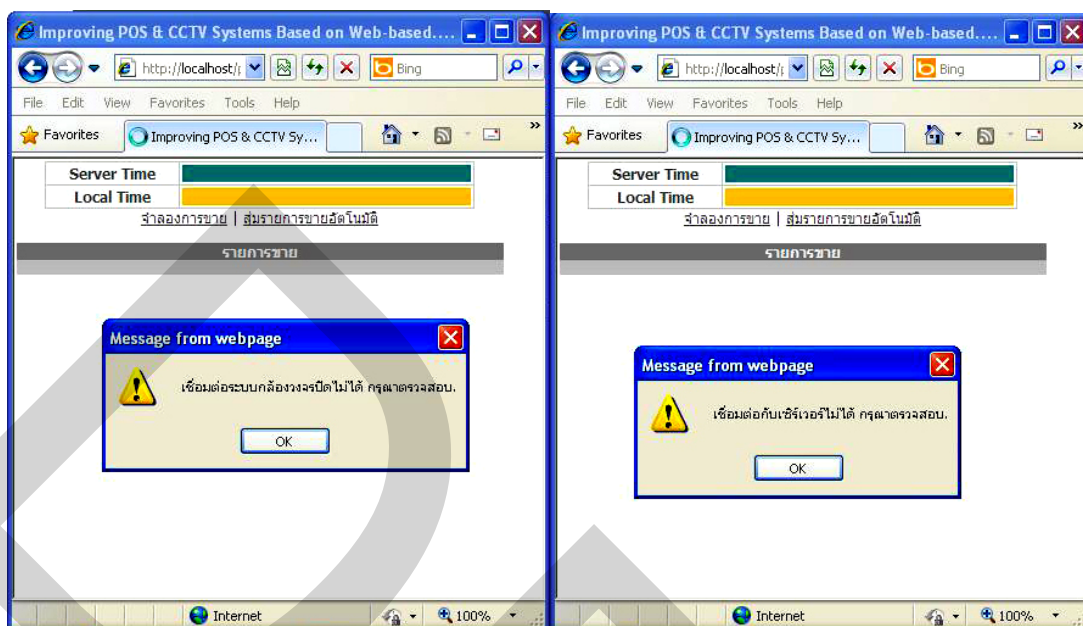 Improving POS & CCTV Systems Based on Web-based....
http://localhost/
Bing
File Edit View Favorites Tools Help
Favorites
Improving POS & CCTV Sy...
Server Time
Local Time
จำลองการขาย | สุ่มรายการขายอัตโนมัติ
รายการขาย
Message from webpage
เชื่อมต่อระบบกล้องวงจรปิดไม่ได้ กรุณาตรวจสอบ.
OK
Internet
100%
Improving POS & CCTV Systems Based on Web-based....
http://localhost/
Bing
File Edit View Favorites Tools Help
Favorites
Improving POS & CCTV Sy...
Server Time
Local Time
จำลองการขาย | สุ่มรายการขายอัตโนมัติ
รายการขาย
Message from webpage
เชื่อมต่อกับเซิร์เวอร์ไม่ได้ กรุณาตรวจสอบ.
OK
Internet
100%